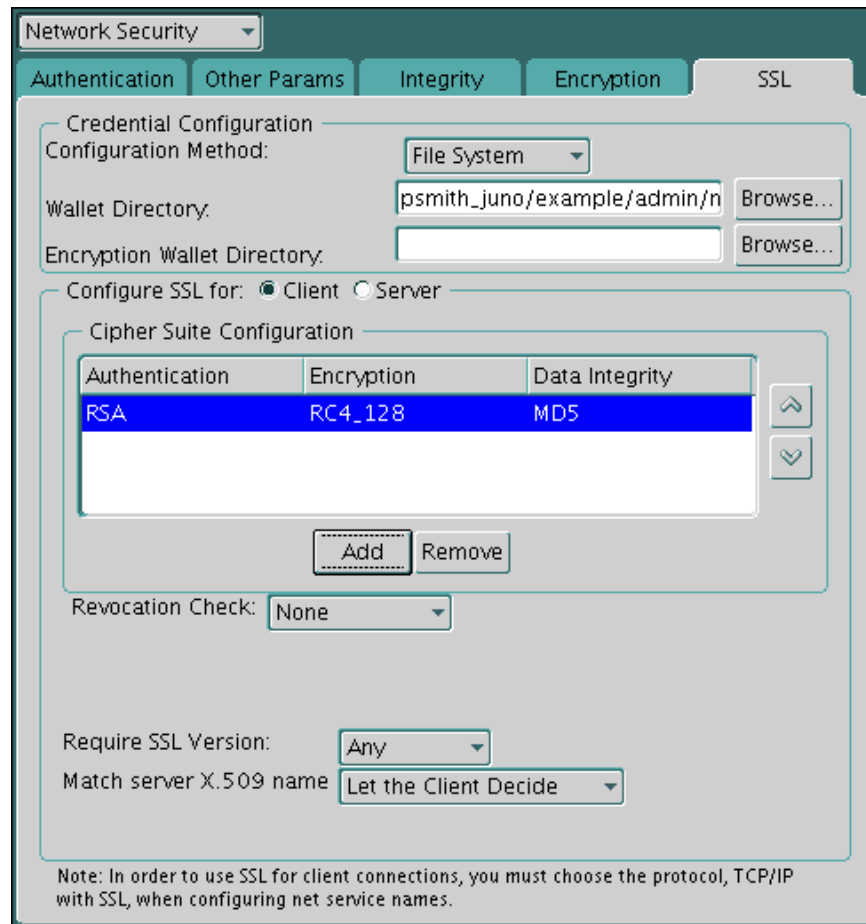 Network Security
Authentication Other Params Integrity Encryption SSL
Credential Configuration
Configuration Method: File System
Wallet Directory: psmith_juno/example/admin/n Browse...
Encryption Wallet Directory: Browse...
Configure SSL for: Client Server
Cipher Suite Configuration
Authentication Encryption Data Integrity
RSA RC4_128 MD5
Add Remove
Revocation Check: None
Require SSL Version: Any
Match server X.509 name Let the Client Decide
Note: In order to use SSL for client connections, you must choose the protocol, TCP/IP
with SSL, when configuring net service names.